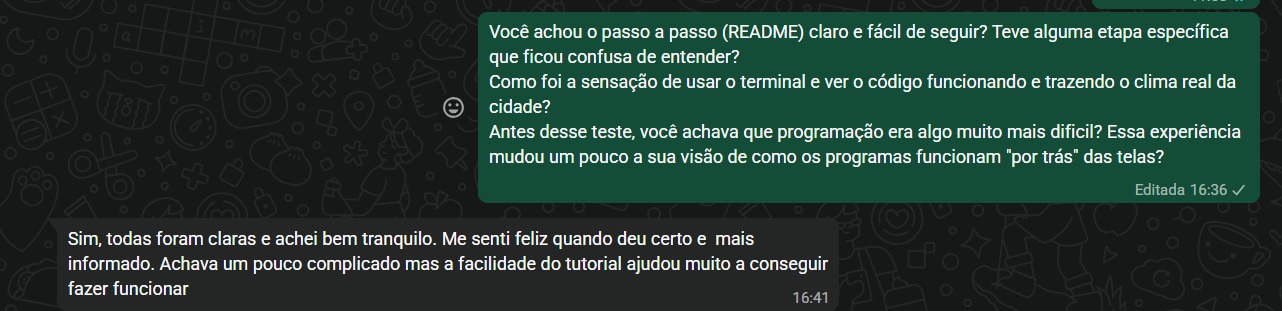 Você achou o passo a passo (README) claro e fácil de seguir? Teve alguma etapa específica
que ficou confusa de entender?
Como foi a sensação de usar o terminal e ver o código funcionando e trazendo o clima real da
cidade?
Antes desse teste, você achava que programação era algo muito mais dificil? Essa experiência
mudou um pouco a sua visão de como os programas funcionam "por trás" das telas?
Editada 16:36
Sim, todas foram claras e achei bem tranquilo. Me senti feliz quando deu certo e  mais
informado. Achava um pouco complicado mas a facilidade do tutorial ajudou muito a conseguir
fazer funcionar
16:41